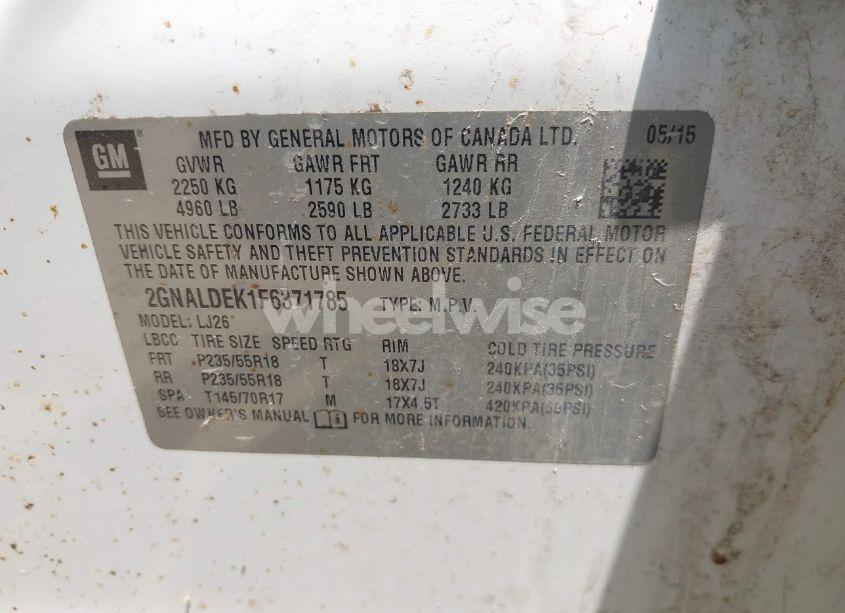 GM
MFD BY GENERAL MOTORS OF CANADA LTD. 05/15
GVWR GAWR FRT GAWR RR
2250 KG 1175 KG 1240 KG
4960 LB 2590 LB 2733 LB
THIS VEHICLE CONFORMS TO ALL APPLICABLE U.S. FEDERAL MOTOR
VEHICLE SAFETY AND THEFT PREVENTION STANDARDS IN EFFECT ON
THE DATE OF MANUFACTURE SHOWN ABOVE.
2GNALDEK1F6371785 TYPE: M.P.V.
wheelwise
MODEL: LJ26
LBCC TIRE SIZE SPEED RTG RIM COLD TIRE PRESSURE
FRT P235/55R18 T 18X7J 240KPA(35PSI)
RR P235/55R18 T 18X7J 240KPA(35PSI)
SPA T145/70R17 M 17X4.5T 420KPA(60PSI)
SEE OWNER'S MANUAL FOR MORE INFORMATION.